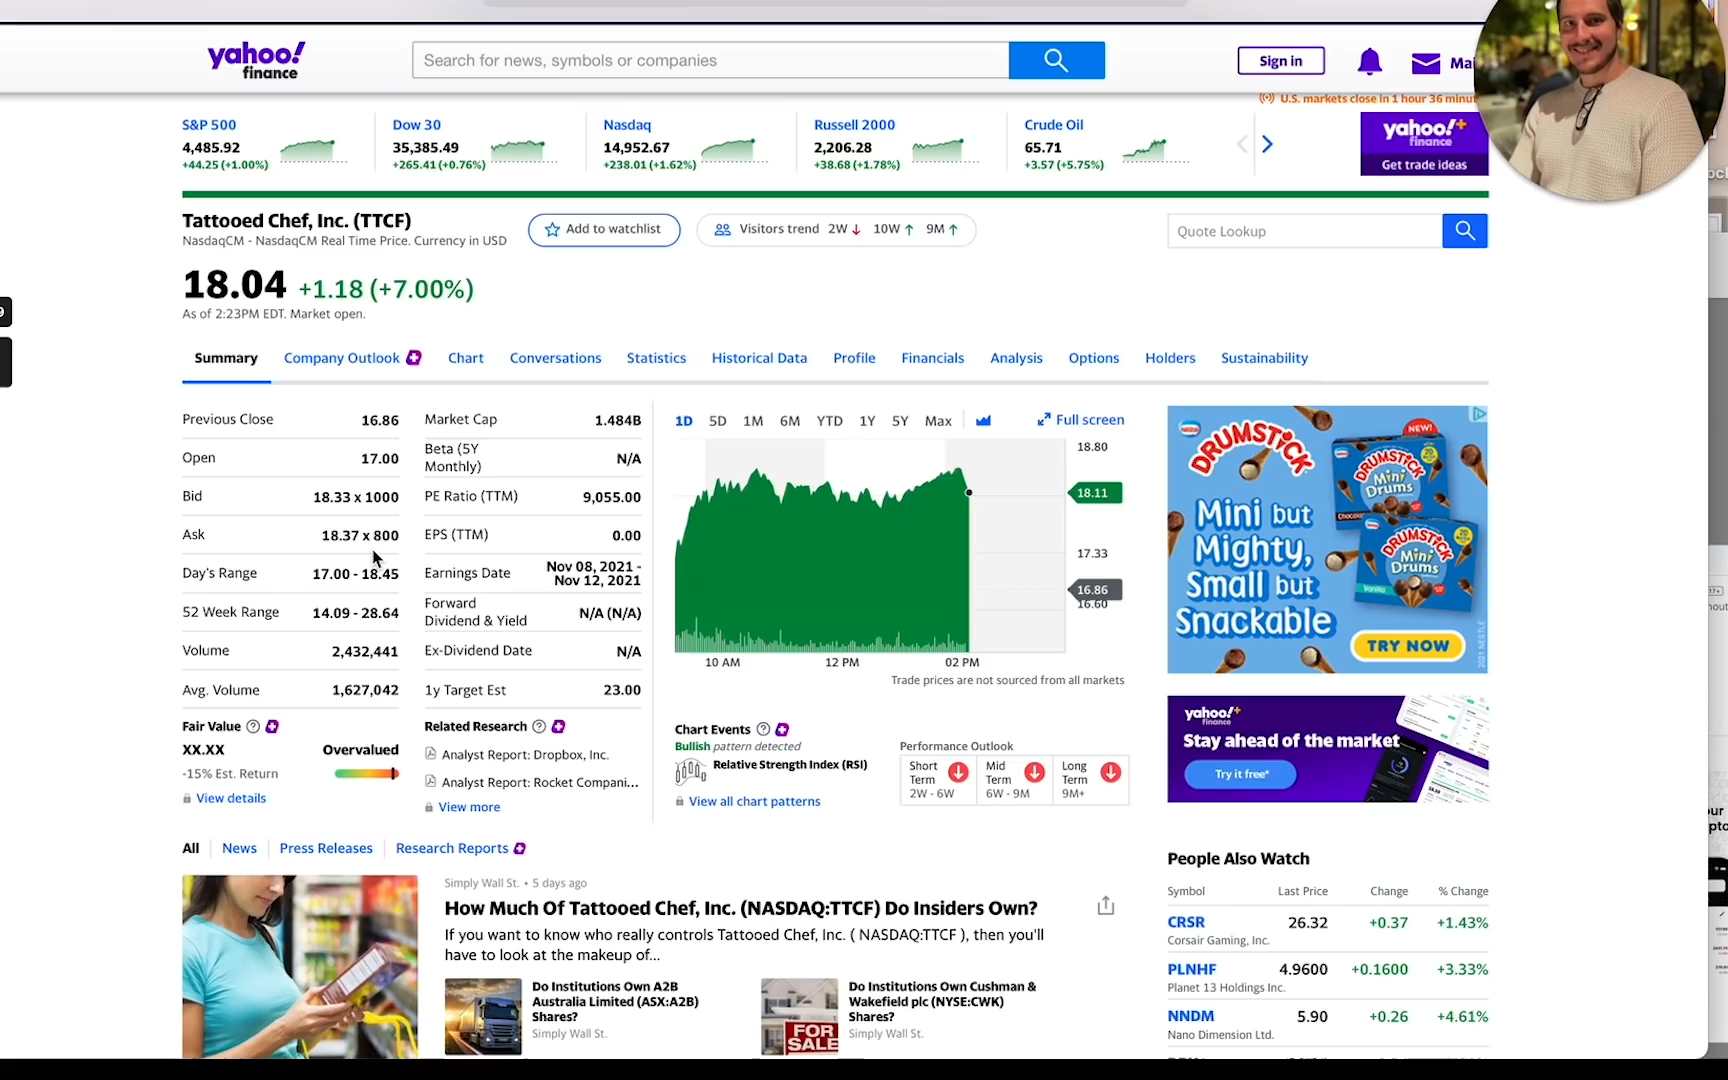 yahoo!
finance
Search for news, symbols or companies
Sign in
U.S. markets close in 1 hour 36
S&P 500
4,485.92
+44.25 (+1.00%)
Dow 30
35,385.49
+265.41 (+0.76%)
Nasdaq
14,952.67
+238.01 (+1.62%)
Russell 2000
2,206.28
+38.68 (+1.78%)
Crude Oil
65.71
+3.57 (+5.75%)
yahoo!+
finance
Get trade ideas
Tattooed Chef, Inc. (TTCF)
NasdaqCM - NasdaqCM Real Time Price. Currency in USD
Add to watchlist
Visitors trend 2W 10W 9M
Quote Lookup
18.04 +1.18 (+7.00%)
As of 2:23PM EDT. Market open.
Summary
Company Outlook
Chart
Conversations
Statistics
Historical Data
Profile
Financials
Analysis
Options
Holders
Sustainability
Previous Close 16.86
Open 17.00
Bid 18.33 x 1000
Ask 18.37 x 800
Day's Range 17.00 - 18.45
52 Week Range 14.09 - 28.64
Volume 2,432,441
Avg. Volume 1,627,042
Market Cap 1.484B
Beta (5Y
Monthly) N/A
PE Ratio (TTM) 9,055.00
EPS (TTM) 0.00
Earnings Date Nov 08, 2021 -
Nov 12, 2021
Forward
Dividend & Yield N/A (N/A)
Ex-Dividend Date N/A
1y Target Est 23.00
Fair Value
XX.XX Overvalued
-15% Est. Return
View details
Related Research
Analyst Report: Dropbox, Inc.
Analyst Report: Rocket Compani...
View more
1D 5D 1M 6M YTD 1Y 5Y Max
Full screen
18.80
18.11
17.33
16.86
16.60
10 AM 12 PM 02 PM
Trade prices are not sourced from all markets
Chart Events
Bullish pattern detected
Relative Strength Index (RSI)
View all chart patterns
Performance Outlook
Short
Term
2W - 6W
Mid
Term
6W - 9M
Long
Term
9M+
DRUMSTICK
NEW!
Mini but
Mighty,
Small but
Snackable
DRUMSTICK
Mini Drums
DRUMSTICK
Mini
Drums
Vanilla
TRY NOW
yahoo!+
finance
Stay ahead of the market
Try it free*
All
News
Press Releases
Research Reports
Simply Wall St. • 5 days ago
How Much Of Tattooed Chef, Inc. (NASDAQ:TTCF) Do Insiders Own?
If you want to know who really controls Tattooed Chef, Inc. ( NASDAQ:TTCF ), then you'll
have to look at the makeup of...
Do Institutions Own A2B
Australia Limited (ASX:A2B)
Shares?
Simply Wall St.
FOR
SALE
Do Institutions Own Cushman &
Wakefield plc (NYSE:CWK)
Shares?
Simply Wall St.
People Also Watch
Symbol Last Price Change % Change
CRSR 26.32 +0.37 +1.43%
Corsair Gaming, Inc.
PLNHF 4.9600 +0.1600 +3.33%
Planet 13 Holdings Inc.
NNDM 5.90 +0.26 +4.61%
Nano Dimension Ltd.